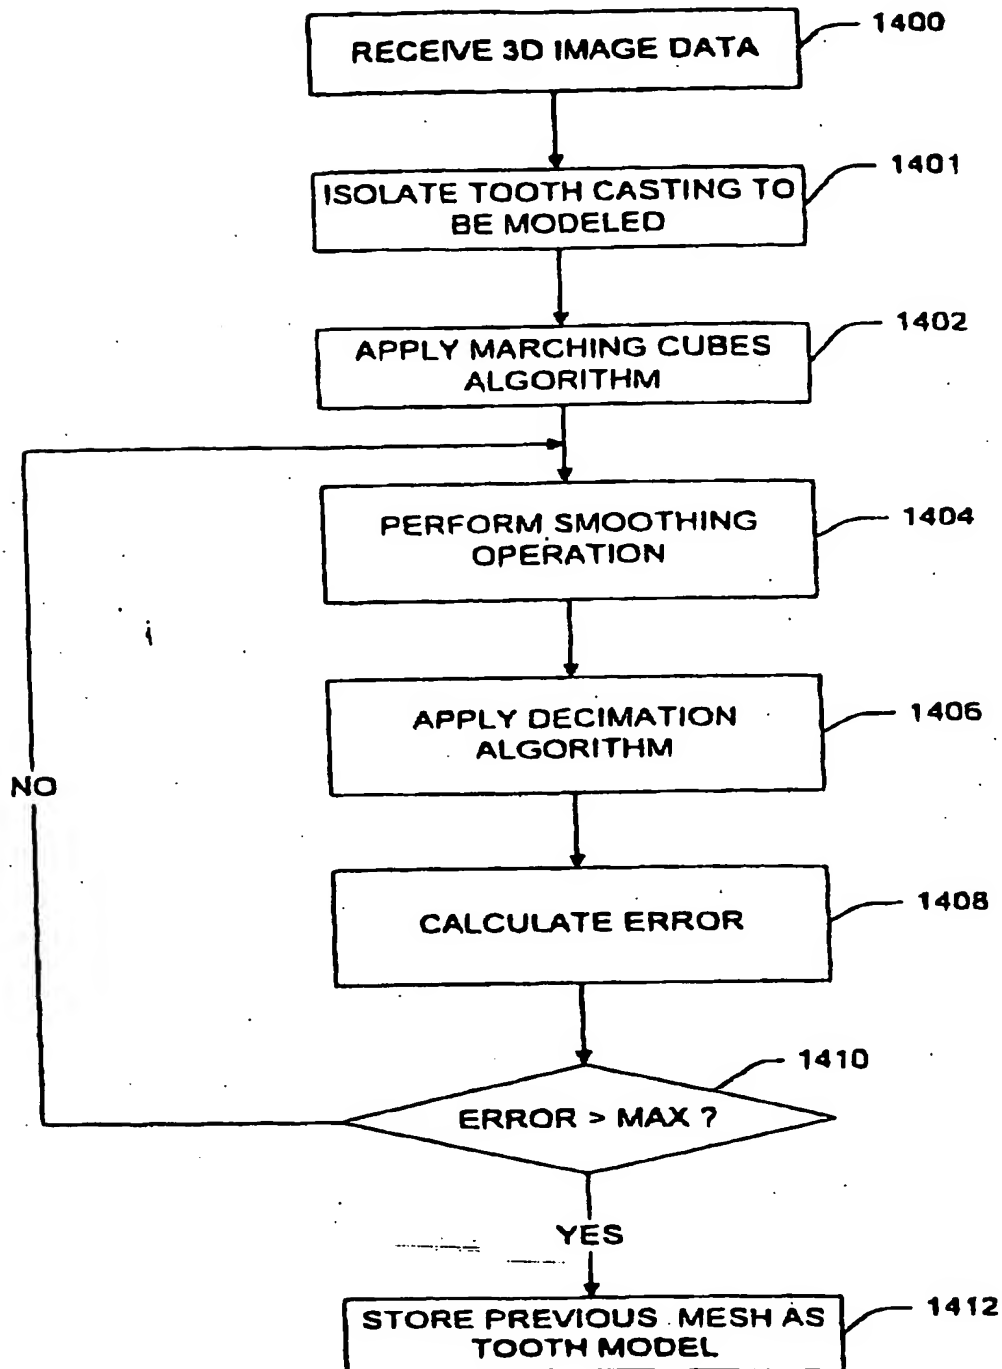 1400
RECEIVE 3D IMAGE DATA
1401
ISOLATE TOOTH CASTING TO
BE MODELED
1402
APPLY MARCHING CUBES
ALGORITHM
1404
PERFORM SMOOTHING
OPERATION
1406
APPLY DECIMATION
ALGORITHM
NO
1408
CALCULATE ERROR
1410
ERROR > MAX ?
YES
1412
STORE PREVIOUS MESH AS
TOOTH MODEL